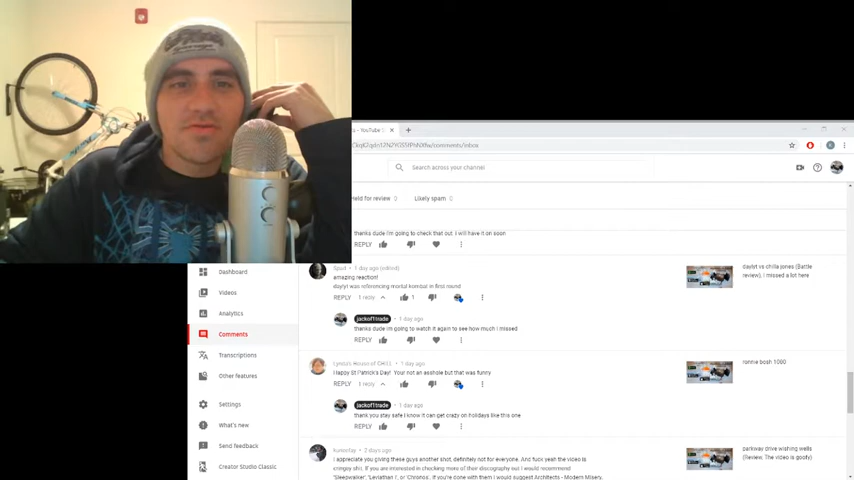 - YouTube S
Search across your channel
Held for review 0
Likely spam 0
thanks dude I'm going to check that out. I will have it on soon
REPLY
Dashboard
Videos
Analytics
Comments
Transcriptions
Other features
Settings
What's new
Send feedback
Creator Studio Classic
1 day ago (edited)
amazing reaction!
daylyt was referencing mortal kombat in first round
REPLY 1 reply 1
jackof1trade 1 day ago
thanks dude im going to watch it again to see how much I missed
REPLY
Lynda's House of CHILL 1 day ago
Happy St Patrick's Day! Your not an asshole but that was funny
REPLY 1 reply
jackof1trade 1 day ago
thank you stay safe I know it can get crazy on holidays like this one
REPLY
2 days ago
I appreciate you giving these guys another shot, definitely not for everyone. And fuck yeah the video is
cringey shit. If you are interested in checking more of their discography out I would recommend
"Sleepwalker", "Leviathan I", or "Chronos". If you're done with them I would suggest Architects - Modern Misery.
daylyt vs chilla jones (Battle
review), I missed a lot here
ronnie bosh 1000
parkway drive wishing wells
(Review. The video is goofy)